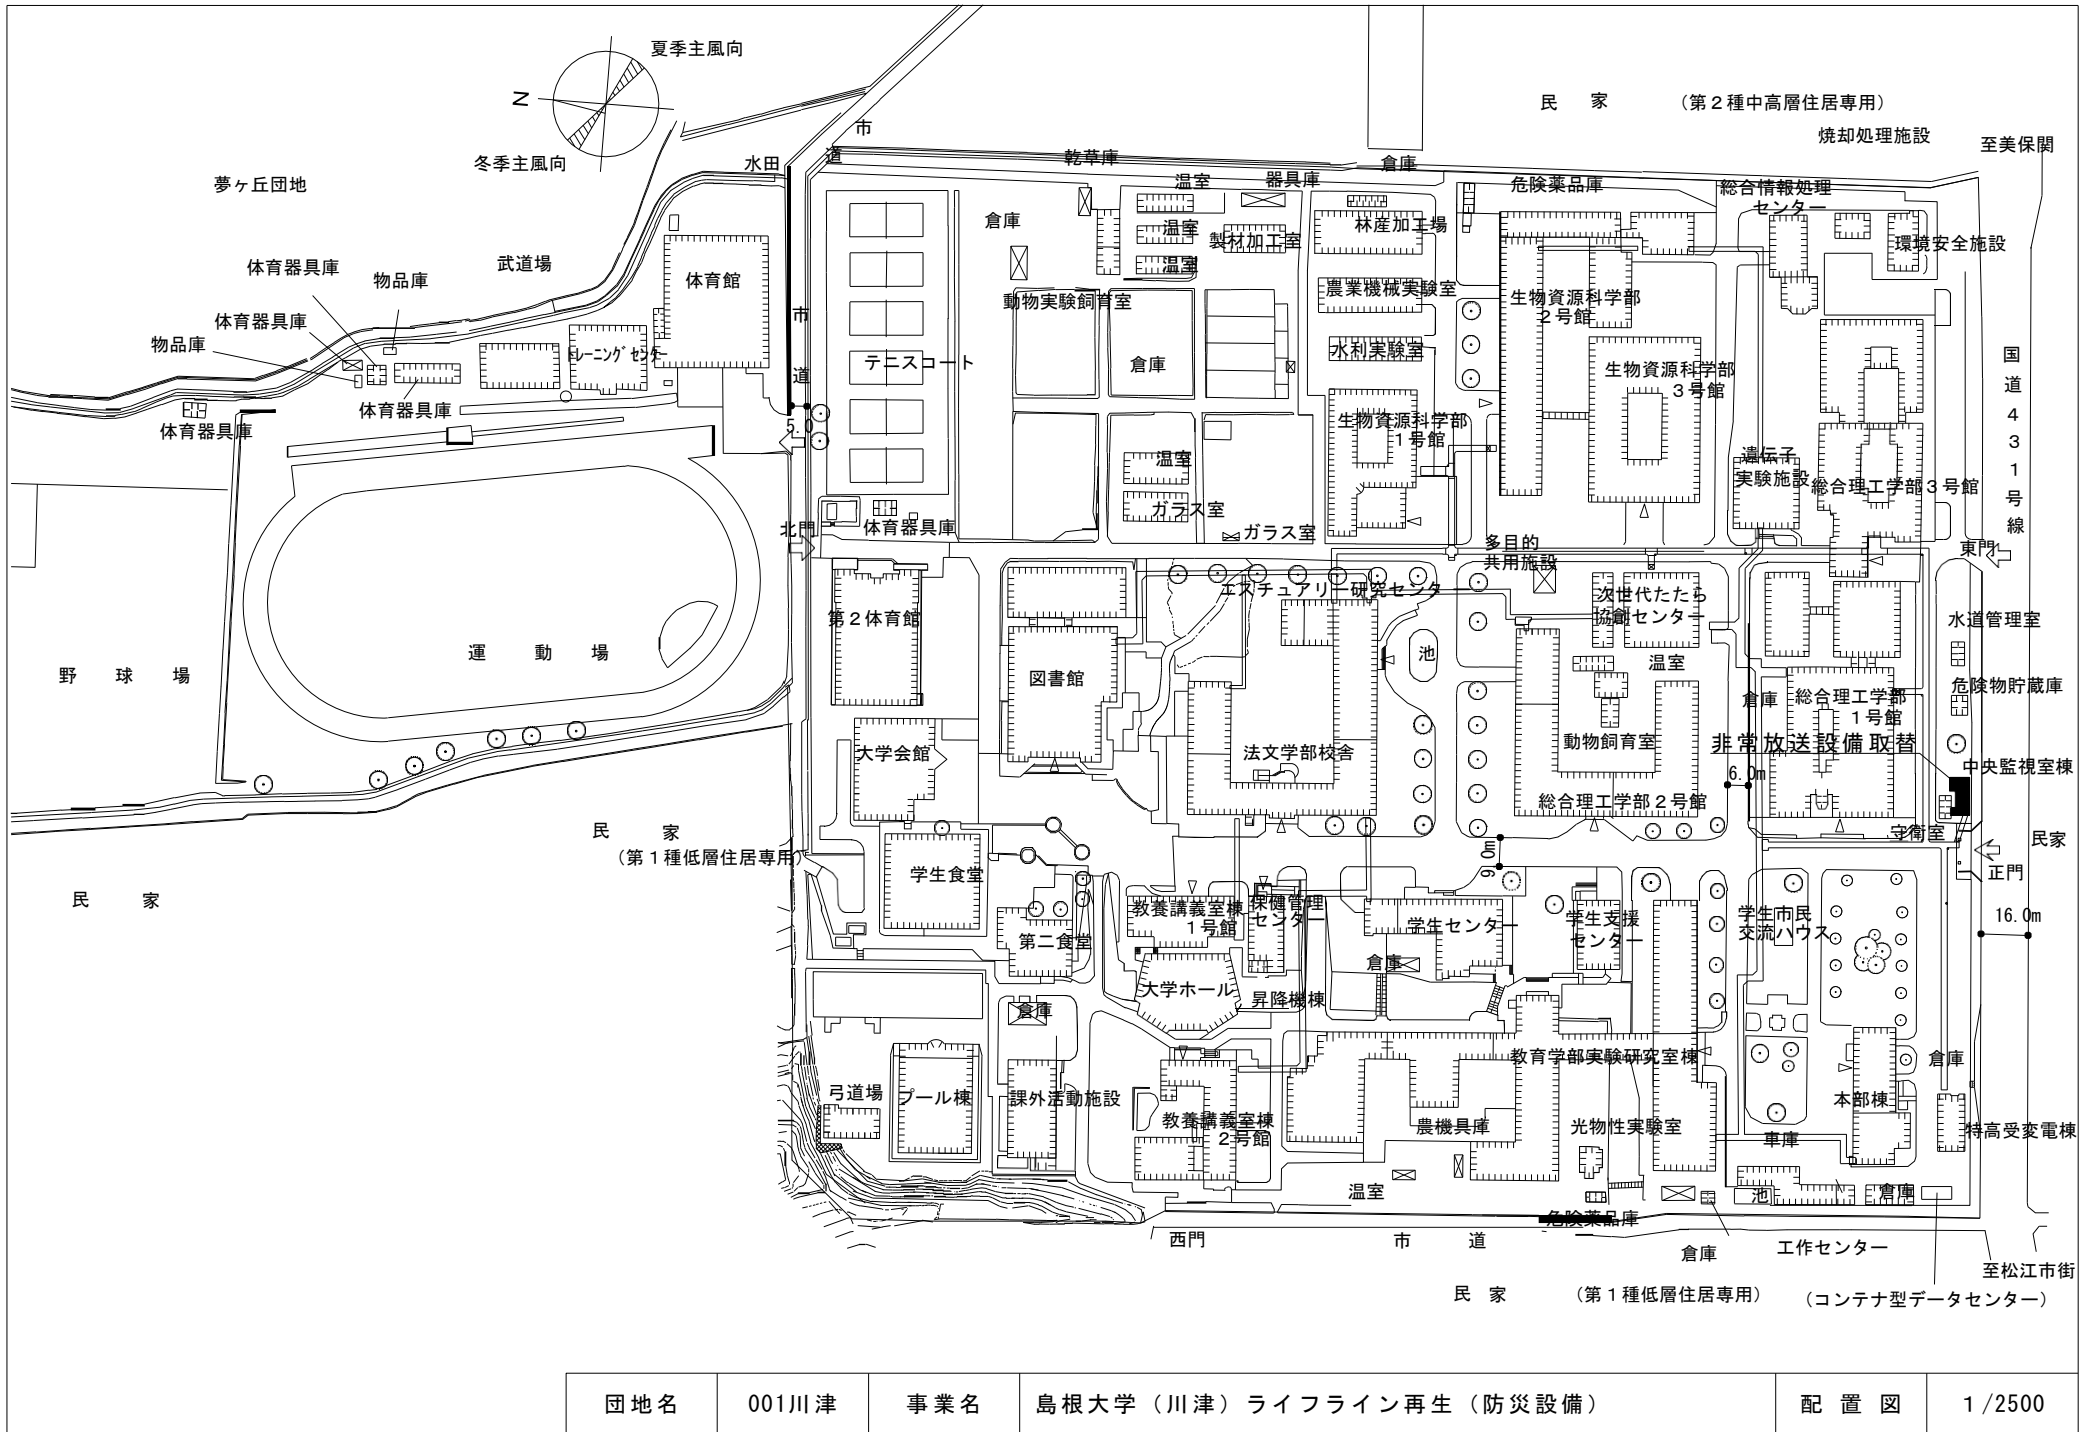 夏季主風向
N
冬季主風向
夢ヶ丘団地
水田
市
道
民 家 （第２種中高層住居専用）
焼却処理施設
至美保関
乾草庫
倉庫
温室
器具庫
危険薬品庫
総合情報処理
センター
倉庫
温室
製材加工室
林産加工場
環境安全施設
体育器具庫
物品庫
武道場
体育館
温室
動物実験飼育室
農業機械実験室
生物資源科学部
２号館
体育器具庫
市
道
物品庫
トレーニングセンター
テニスコート
倉庫
水利実験室
生物資源科学部
３号館
国道４３１号線
体育器具庫
体育器具庫
5.0
生物資源科学部
１号館
温室
遺伝子
実験施設
総合理工学部３号館
ガラス室
北門
体育器具庫
ガラス室
多目的
共用施設
東門
エスチュアリー研究センター
次世代たたら
協創センター
第２体育館
水道管理室
野 球 場
運 動 場
図書館
池
温室
倉庫
総合理工学部
１号館
危険物貯蔵庫
大学会館
法文学部校舎
動物飼育室
非常放送設備取替
6.0m
中央監視室棟
総合理工学部２号館
民 家
（第１種低層住居専用）
守衛室
民家
9.0m
正門
学生食堂
民 家
教養講義室棟
１号館
保健管理
センター
学生センター
学生支援
センター
学生市民
交流ハウス
16.0m
第二食堂
倉庫
大学ホール
昇降機棟
倉庫
教育学部実験研究室棟
倉庫
弓道場
プール棟
課外活動施設
教養講義室棟
２号館
農機具庫
光物性実験室
車庫
本部棟
特高受変電棟
温室
池
倉庫
危険薬品庫
西門
市 道
倉庫
工作センター
至松江市街
民 家 （第１種低層住居専用）
（コンテナ型データセンター）
団地名 001川津 事業名 島根大学（川津）ライフライン再生（防災設備） 配 置 図 1/2500